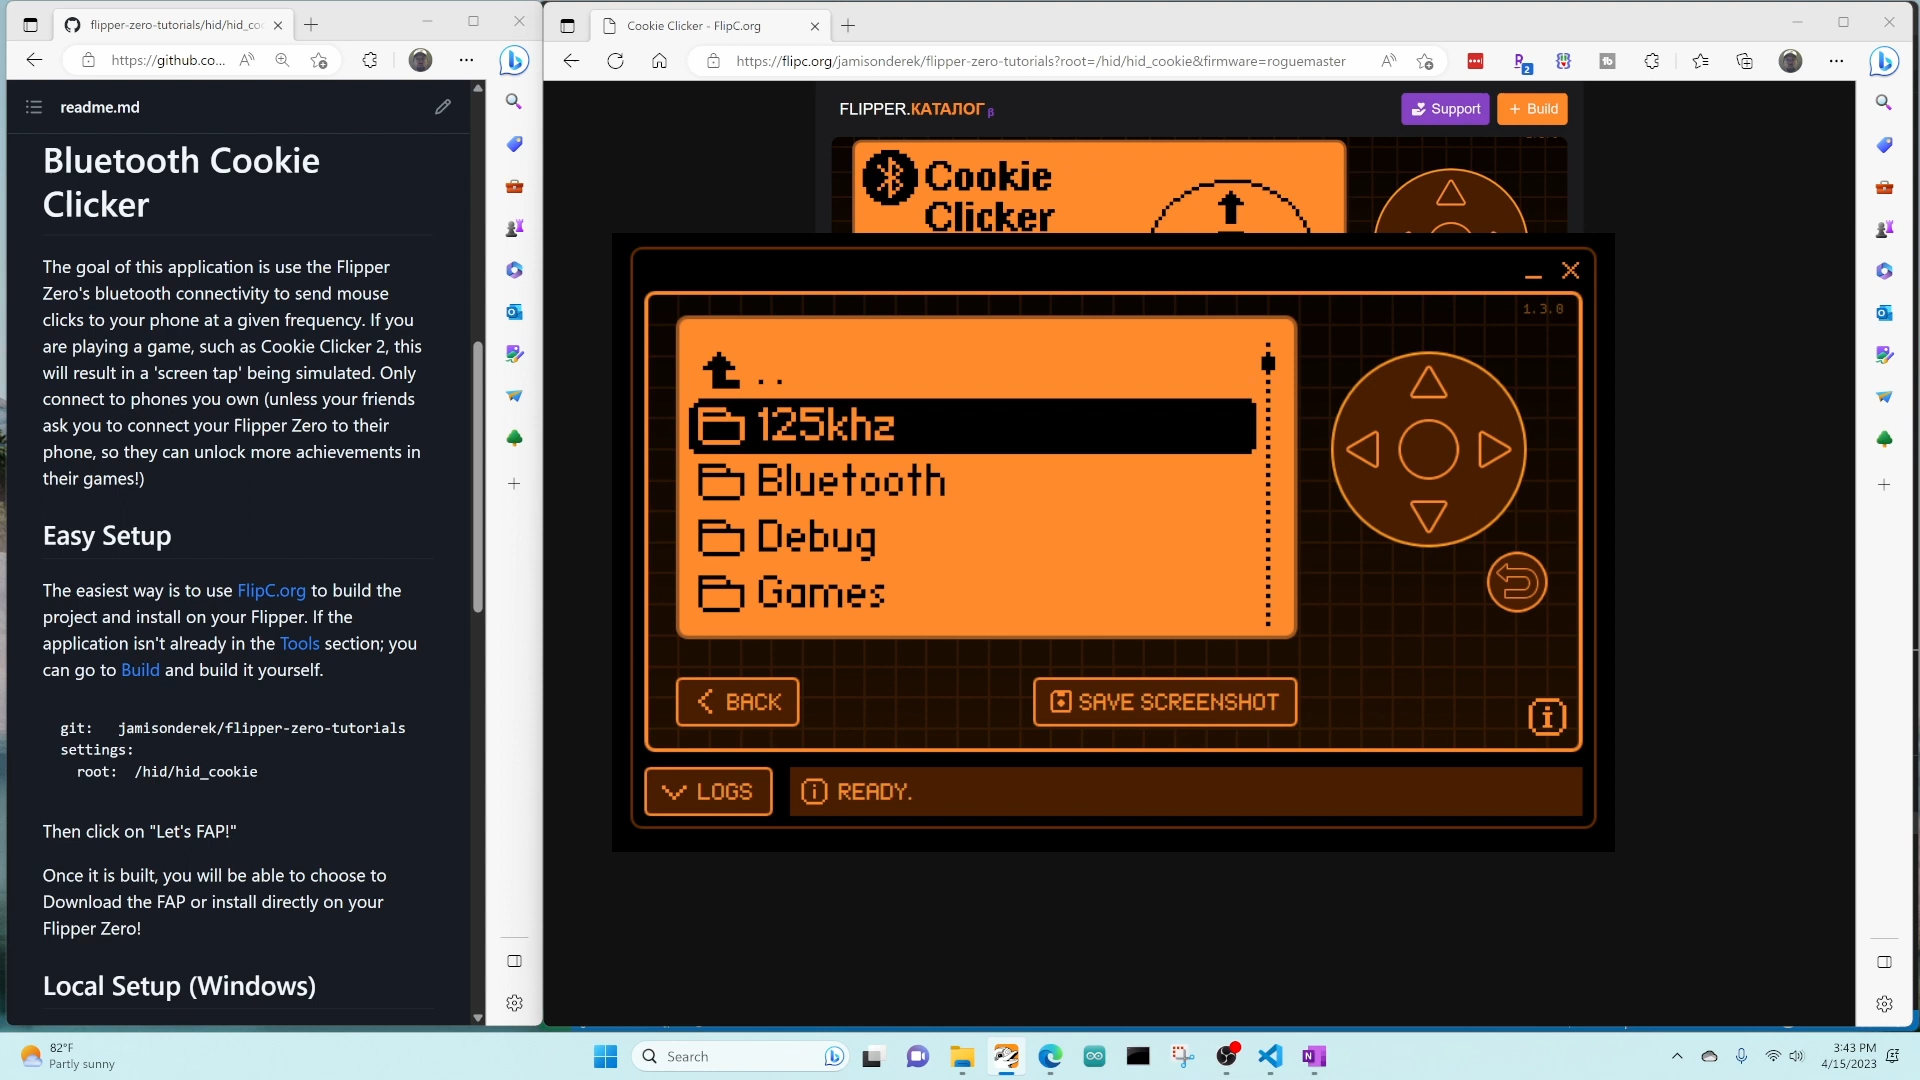 flipper-zero-tutorials/hid/hid_co
https://github.co...
readme.md
Bluetooth Cookie
Clicker
The goal of this application is use the Flipper
Zero's bluetooth connectivity to send mouse
clicks to your phone at a given frequency. If you
are playing a game, such as Cookie Clicker 2, this
will result in a 'screen tap' being simulated. Only
connect to phones you own (unless your friends
ask you to connect your Flipper Zero to their
phone, so they can unlock more achievements in
their games!)
Easy Setup
The easiest way is to use FlipC.org to build the
project and install on your Flipper. If the
application isn't already in the Tools section; you
can go to Build and build it yourself.
git: jamisonderek/flipper-zero-tutorials
settings:
root: /hid/hid_cookie
Then click on "Let's FAP!"
Once it is built, you will be able to choose to
Download the FAP or install directly on your
Flipper Zero!
Local Setup (Windows)
Cookie Clicker - FlipC.org
https://flipc.org/jamisonderek/flipper-zero-tutorials?root=/hid/hid_cookie&firmware=roguemaster
FLIPPER.КАТАЛОГ β
Support
+ Build
Cookie
Clicker
1.3.0
..
125khz
Bluetooth
Debug
Games
BACK
SAVE SCREENSHOT
LOGS
READY.
82°F
Partly sunny
Search
3:43 PM
4/15/2023